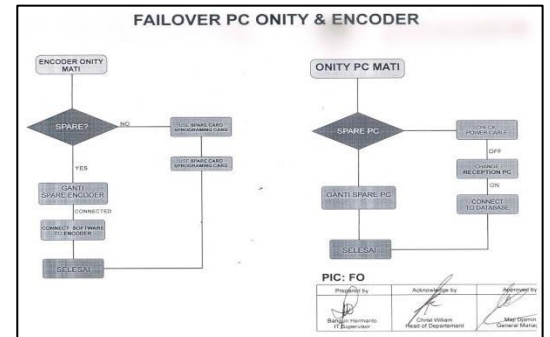 FAILOVER PC ONITY & ENCODER
ENCODER ONITY
MATI
SPARE?
NO
USE SPARE CARD
&PROGRAMING CARD
USE SPARE CARD
&PROGRAMING CARD
YES
GANTI
SPARE ENCODER
CONNECTED
CONNECT SOFTWARE
TO ENCODER
SELESAI
ONITY PC MATI
SPARE PC
CHECK
POWER CABLE
OFF
CHANGE
RECEPTION PC
ON
CONNECT
TO DATABASE
GANTI SPARE PC
SELESAI
PIC: FO
Prepared by
Acknowledge by
Approved by
Hermanto
IT Supervisor
Christ William
Head of Departement
General Manag